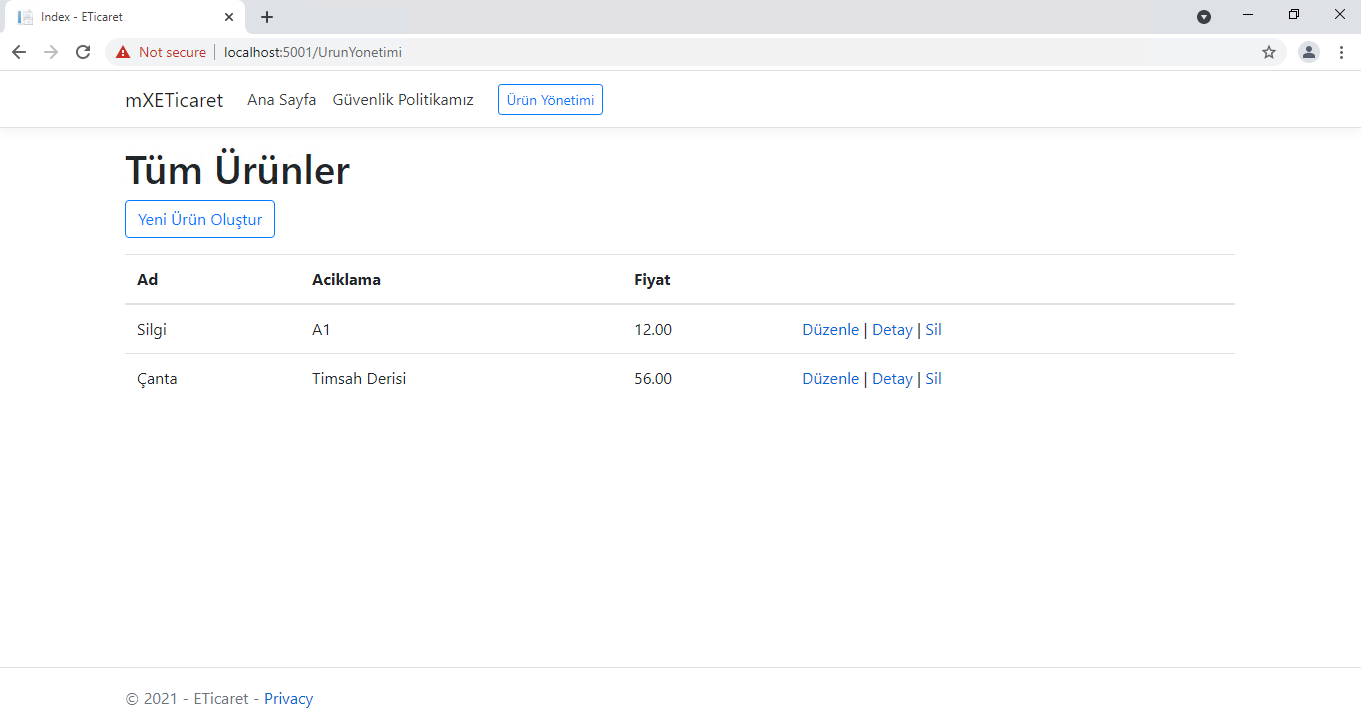 Index - ETicaret
Not secure | localhost:5001/UrunYonetimi
mXETicaret Ana Sayfa Güvenlik Politikamız Ürün Yönetimi
Tüm Ürünler
Yeni Ürün Oluştur
Ad Aciklama Fiyat
Silgi A1 12.00 Düzenle | Detay | Sil
Çanta Timsah Derisi 56.00 Düzenle | Detay | Sil
© 2021 - ETicaret - Privacy